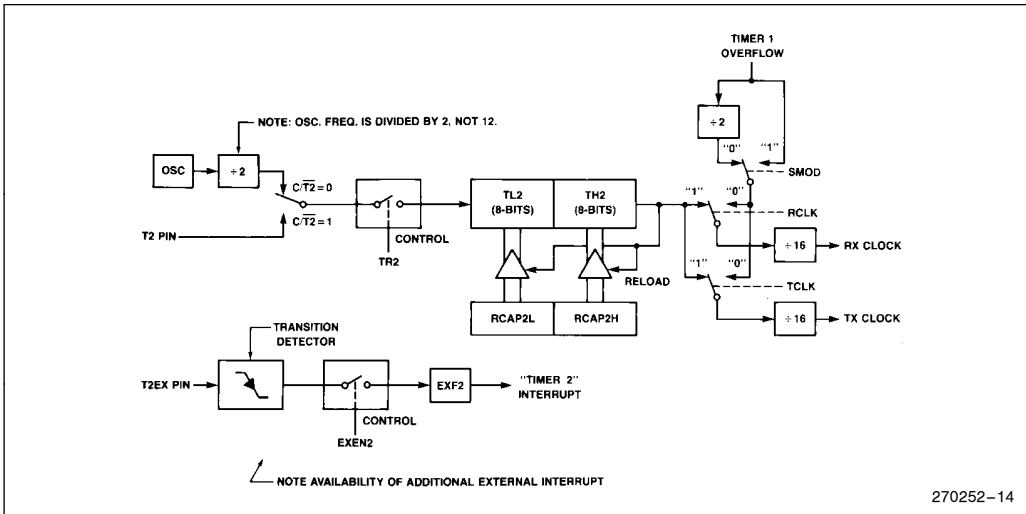 TIMER 1
OVERFLOW
NOTE: OSC. FREQ. IS DIVIDED BY 2, NOT 12.
÷ 2
"0"
"1"
SMOD
OSC
÷ 2
C/T2̅ = 0
C/T2̅ = 1
T2 PIN
CONTROL
TR2
TL2
(8-BITS)
TH2
(8-BITS)
"1"
"0"
RCLK
÷ 16
RX CLOCK
RELOAD
"1"
"0"
TCLK
÷ 16
TX CLOCK
RCAP2L
RCAP2H
TRANSITION
DETECTOR
T2EX PIN
CONTROL
EXEN2
EXF2
"TIMER 2"
INTERRUPT
NOTE AVAILABILITY OF ADDITIONAL EXTERNAL INTERRUPT
270252–14